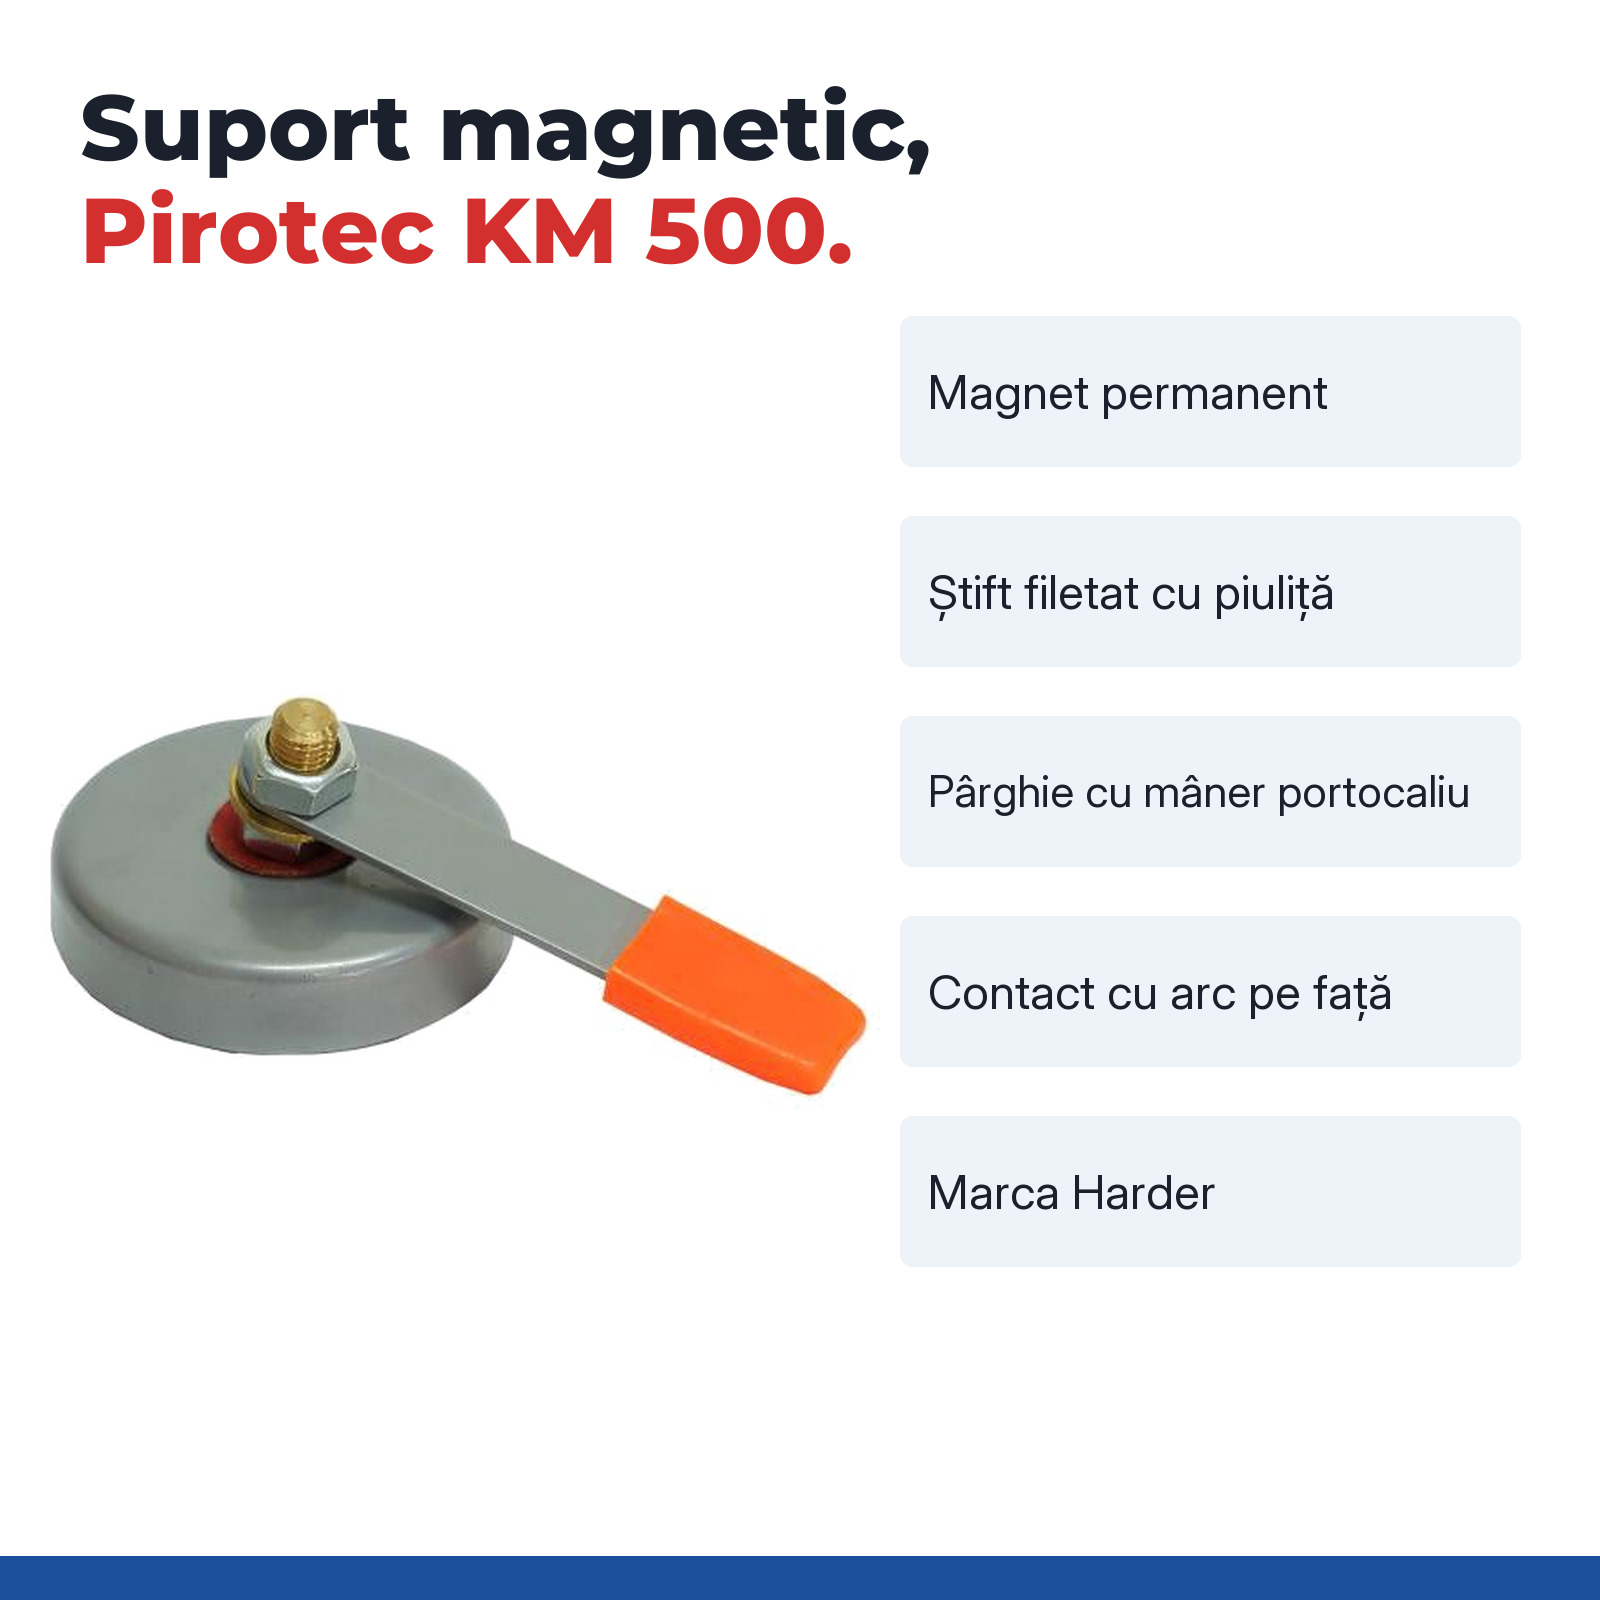 Suport magnetic,
Pirotec KM 500.
Magnet permanent
Știft filetat cu piuliță
Pârghie cu mâner portocaliu
Contact cu arc pe față
Marca Harder